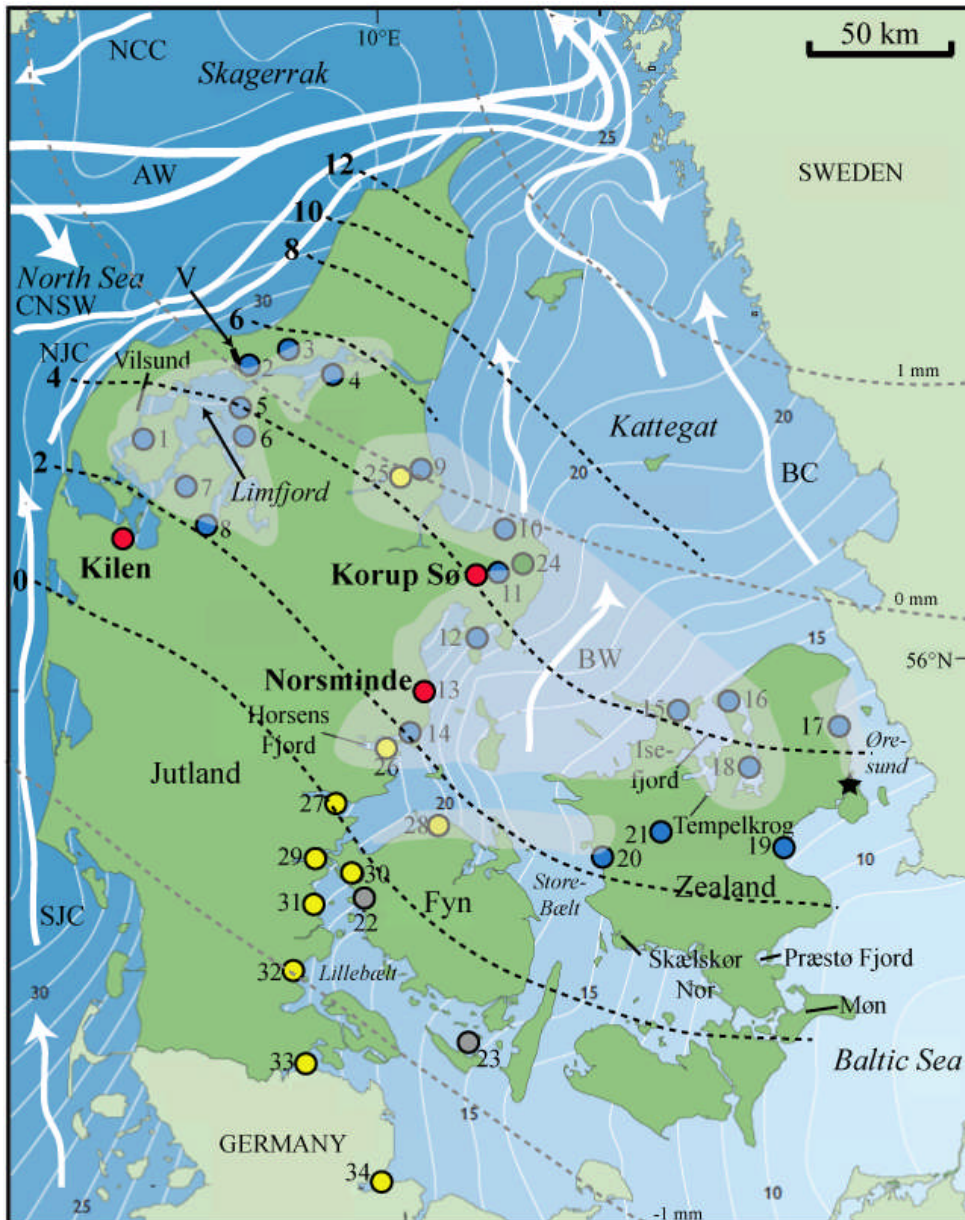 NCC
10°E
50 km
Skagerrak
25
AW
12
SWEDEN
10
8
North Sea
V
CNSW
30
6
NJC
3
Vilsund
2
4
4
1 mm
5
20
1
6
Kattegat
2
25
9
7
Limfjord
20
BC
8
10
Kilen
Korup Sø
24
0
11
0 mm
12
15
BW
56°N
Norsminde
13
15
16
Horsens
Fjord
14
17
26
Ise-
fjord
18
Øre-
sund
Jutland
27
20
28
21
Tempelkrog
19
29
30
20
10
31
22
Fyn
Store-
Bælt
Zealand
SJC
32
Lillebælt
Skælskør
Nor
Præstø Fjord
30
15
Møn
33
23
Baltic Sea
15
GERMANY
34
10
25
-1 mm